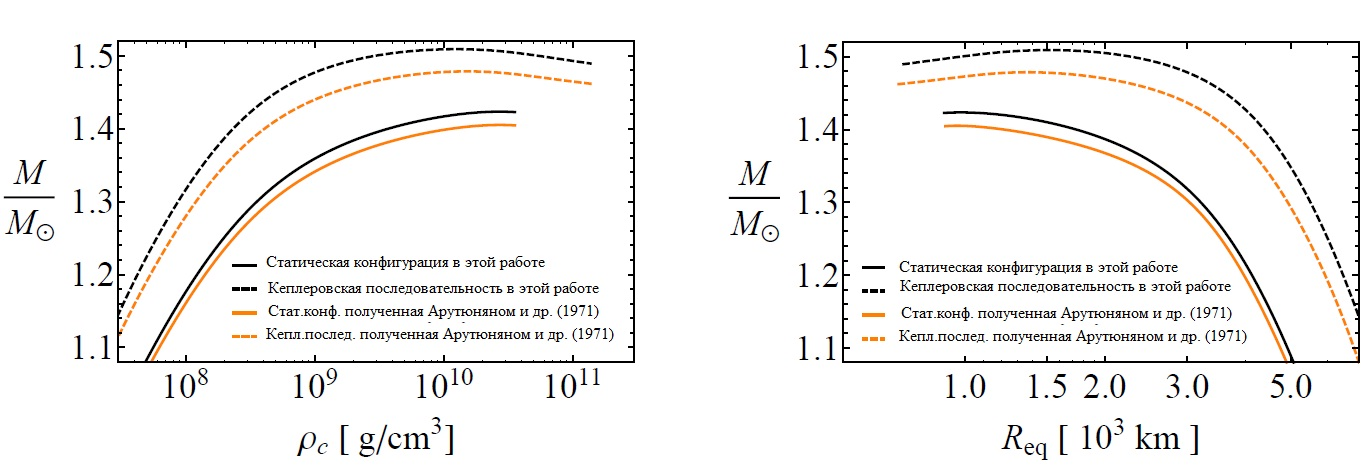 1.5
1.4
1.3
1.2
1.1
M
M⊙
Статическая конфигурация в этой работе
Кеплеровская последовательность в этой работе
Стат.конф. полученная Арутюняном и др. (1971)
Кепл.послед. полученная Арутюняном и др. (1971)
10⁸ 10⁹ 10¹⁰ 10¹¹
ρc [ g/cm³]
1.5
1.4
1.3
1.2
1.1
M
M⊙
Статическая конфигурация в этой работе
Кеплеровская последовательность в этой работе
Стат.конф. полученная Арутюняном и др. (1971)
Кепл.послед. полученная Арутюняном и др. (1971)
1.0 1.5 2.0 3.0 5.0
Req [ 10³ km ]